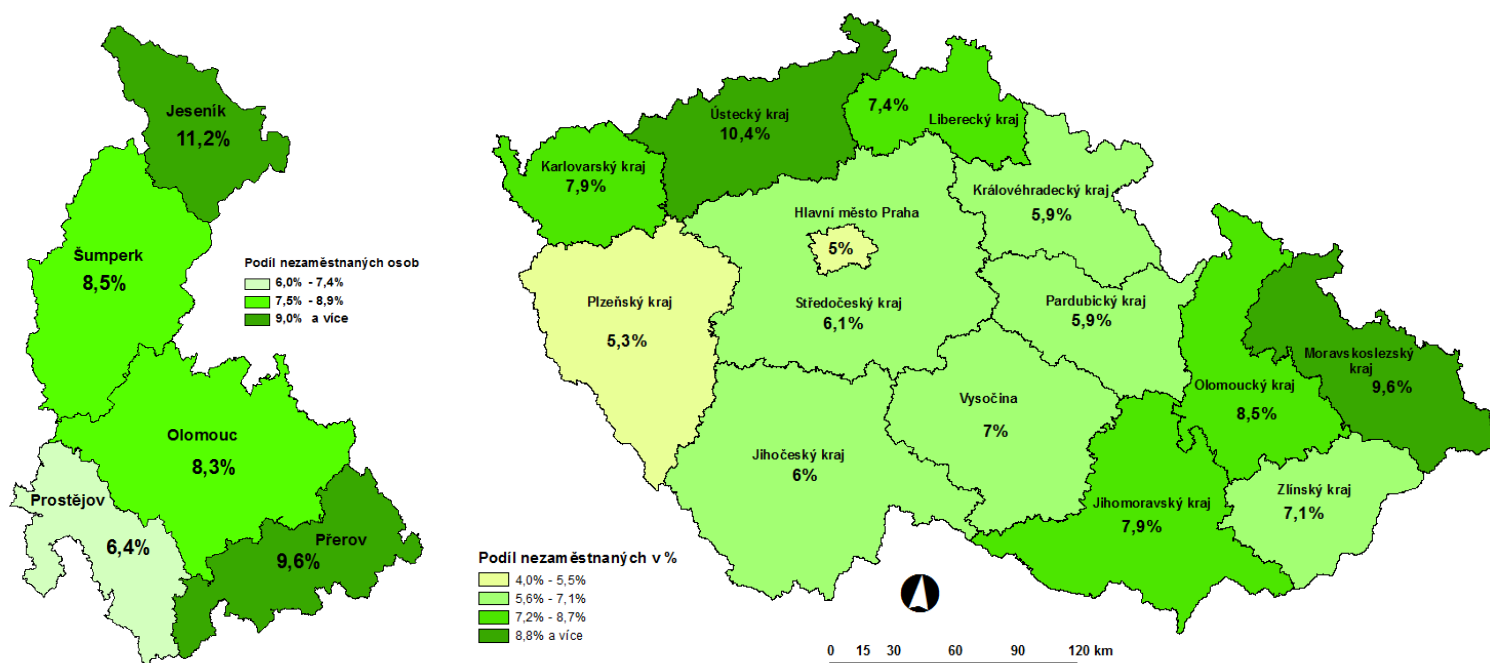 Jeseník
11,2%
Šumperk
8,5%
Podíl nezaměstnaných osob
6,0% - 7,4%
7,5% - 8,9%
9,0% a více
Olomouc
8,3%
Prostějov
6,4%
Přerov
9,6%
Ústecký kraj
10,4%
7,4%
Liberecký kraj
Karlovarský kraj
7,9%
Královéhradecký kraj
5,9%
Hlavní město Praha
5%
Plzeňský kraj
5,3%
Středočeský kraj
6,1%
Pardubický kraj
5,9%
Moravskoslezský
kraj
9,6%
Olomoucký kraj
8,5%
Vysočina
7%
Jihočeský kraj
6%
Jihomoravský kraj
7,9%
Zlínský kraj
7,1%
Podíl nezaměstnaných v %
4,0% - 5,5%
5,6% - 7,1%
7,2% - 8,7%
8,8% a více
0 15 30 60 90 120 km